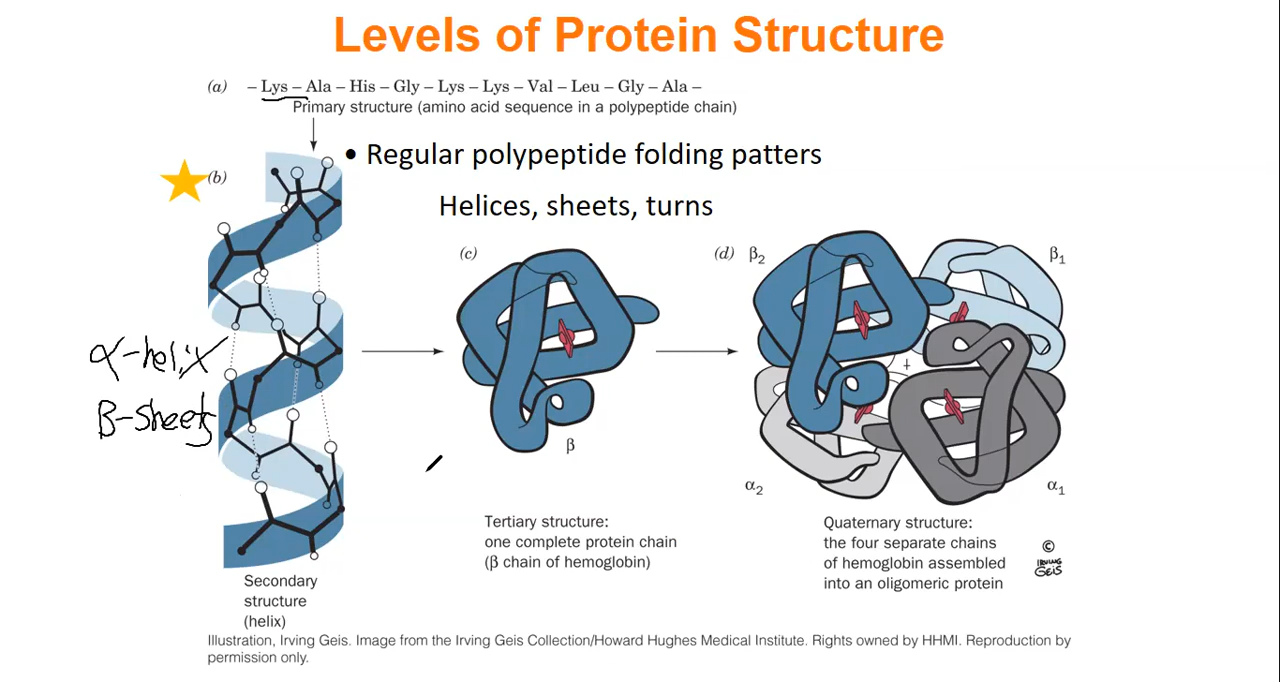 Levels of Protein Structure
(a) – Lys – Ala – His – Gly – Lys – Lys – Val – Leu – Gly – Ala –
Primary structure (amino acid sequence in a polypeptide chain)
• Regular polypeptide folding patters
(b)
Helices, sheets, turns
(c)
(d) β2
β1
α-helix
B-sheets
β
α2
α1
Tertiary structure:
one complete protein chain
(β chain of hemoglobin)
Quaternary structure:
the four separate chains
of hemoglobin assembled
into an oligomeric protein
©
IRVING
GEIS
Secondary
structure
(helix)
Illustration, Irving Geis. Image from the Irving Geis Collection/Howard Hughes Medical Institute. Rights owned by HHMI. Reproduction by
permission only.